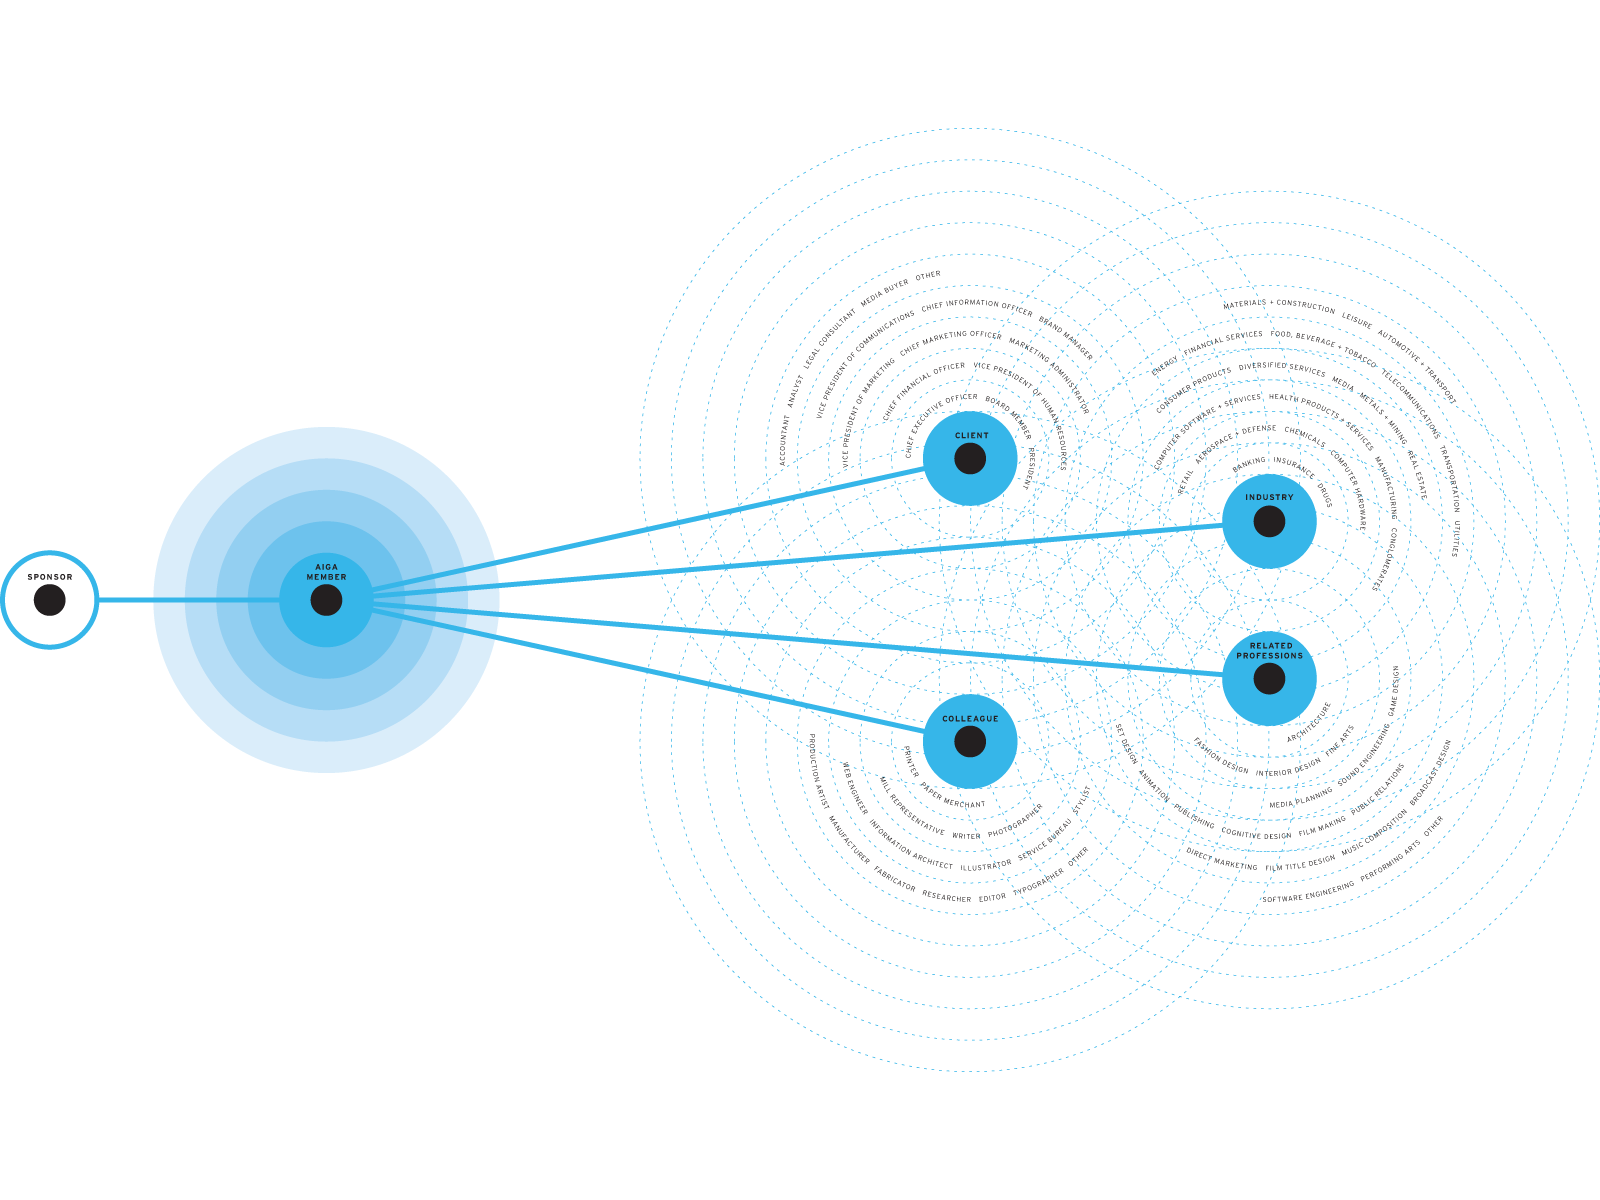 SPONSOR
AIGA
MEMBER
CLIENT
CHIEF EXECUTIVE OFFICER   BOARD MEMBER   PRESIDENT
CHIEF FINANCIAL OFFICER   VICE PRESIDENT OF HUMAN RESOURCES
VICE PRESIDENT OF MARKETING   CHIEF MARKETING OFFICER   MARKETING ADMINISTRATOR
VICE PRESIDENT OF COMMUNICATIONS   CHIEF INFORMATION OFFICER   BRAND MANAGER
ACCOUNTANT   ANALYST   LEGAL CONSULTANT   MEDIA BUYER   OTHER
INDUSTRY
BANKING   INSURANCE   DRUGS
RETAIL   AEROSPACE + DEFENSE   CHEMICALS   COMPUTER HARDWARE
COMPUTER SOFTWARE + SERVICES   HEALTH PRODUCTS + SERVICES   MANUFACTURING   CONGLOMERATES
CONSUMER PRODUCTS   DIVERSIFIED SERVICES   MEDIA   METALS + MINING   REAL ESTATE
ENERGY   FINANCIAL SERVICES   FOOD, BEVERAGE + TOBACCO   TELECOMMUNICATIONS   TRANSPORTATION   UTILITIES
MATERIALS + CONSTRUCTION   LEISURE   AUTOMOTIVE + TRANSPORT
RELATED
PROFESSIONS
ARCHITECTURE
FASHION DESIGN   INTERIOR DESIGN   FINE ARTS
MEDIA PLANNING   SOUND ENGINEERING   GAME DESIGN
SET DESIGN   ANIMATION   PUBLISHING   COGNITIVE DESIGN   FILM MAKING   PUBLIC RELATIONS
DIRECT MARKETING   FILM TITLE DESIGN   MUSIC COMPOSITION   BROADCAST DESIGN
SOFTWARE ENGINEERING   PERFORMING ARTS   OTHER
COLLEAGUE
PRINTER   PAPER MERCHANT
MILL REPRESENTATIVE   WRITER   PHOTOGRAPHER
WEB ENGINEER   INFORMATION ARCHITECT   ILLUSTRATOR   SERVICE BUREAU   STYLIST
PRODUCTION ARTIST   MANUFACTURER   FABRICATOR   RESEARCHER   EDITOR   TYPOGRAPHER   OTHER